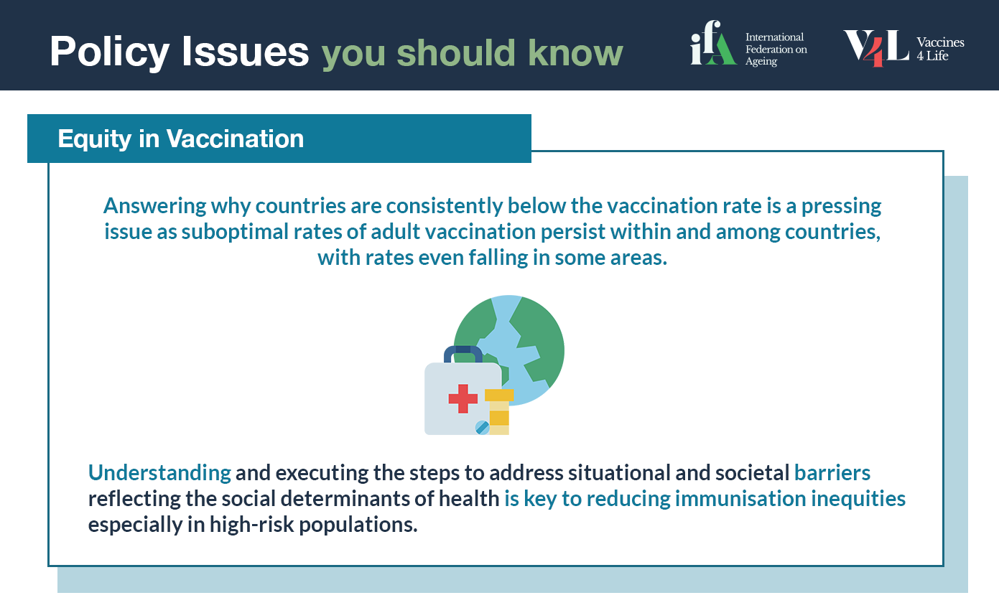 Policy Issues you should know
ifA
International
Federation on
Ageing
V4L
Vaccines
4 Life
Equity in Vaccination
Answering why countries are consistently below the vaccination rate is a pressing
issue as suboptimal rates of adult vaccination persist within and among countries,
with rates even falling in some areas.
Understanding and executing the steps to address situational and societal barriers
reflecting the social determinants of health is key to reducing immunisation inequities
especially in high-risk populations.